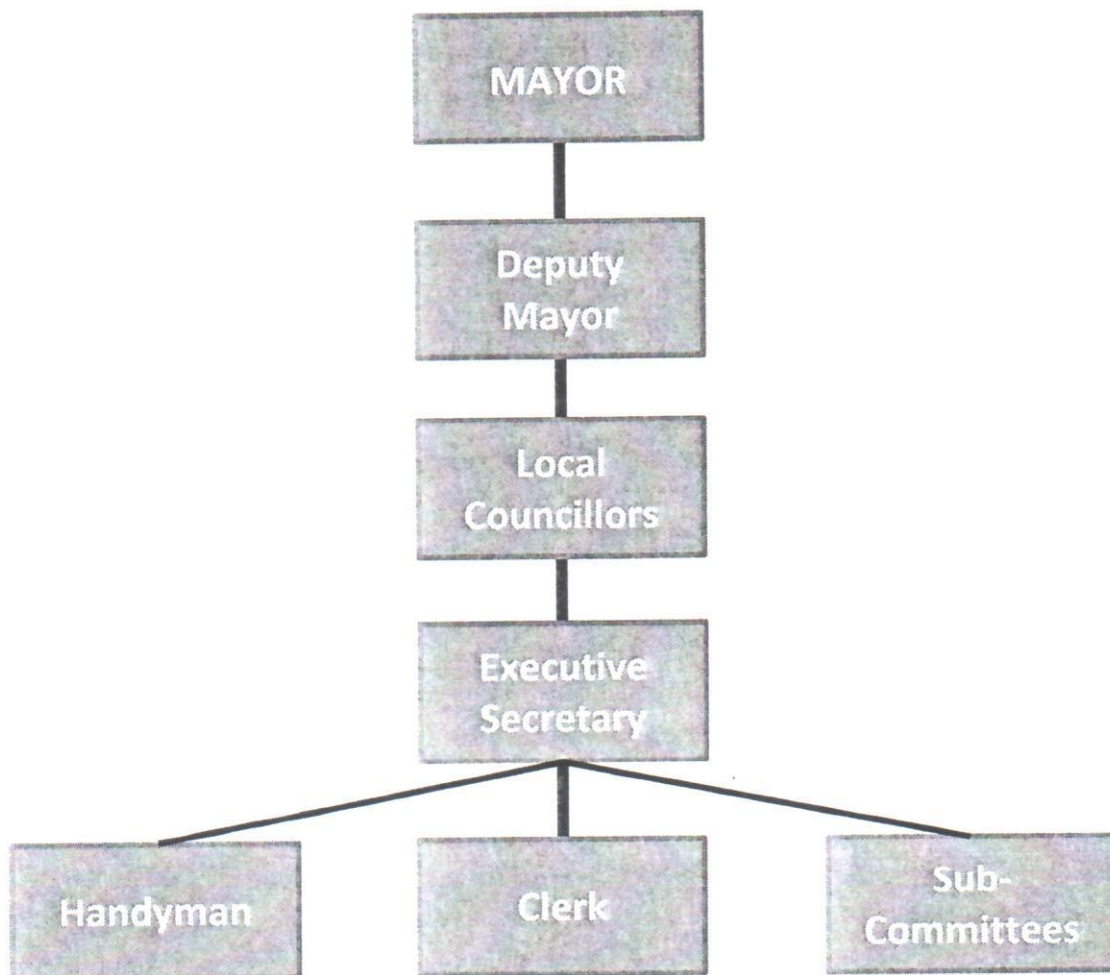 MAYOR
Deputy
Mayor
Local
Councillors
Executive
Secretary
Handyman
Clerk
Sub-
Committees